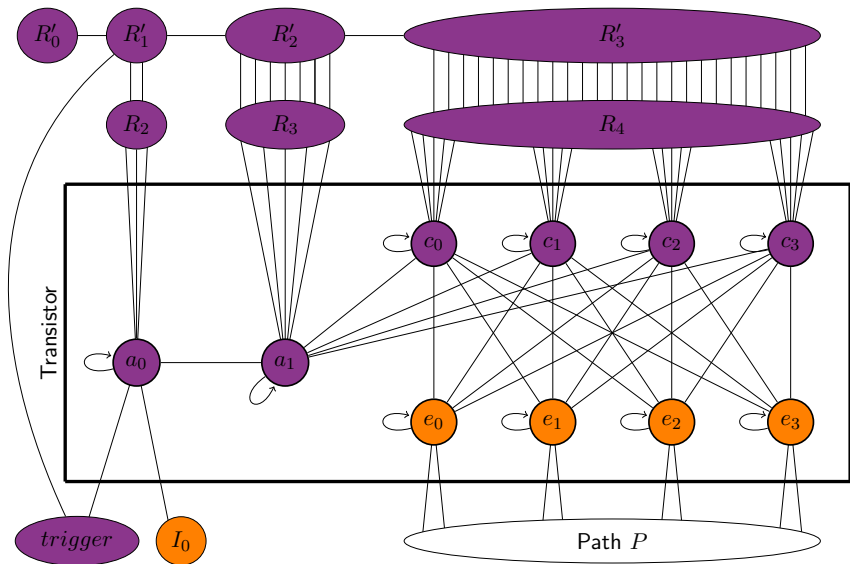 R′₀ R′₁ R′₂ R′₃
R₂ R₃ R₄
c₀ c₁ c₂ c₃
Transistor
a₀ a₁
e₀ e₁ e₂ e₃
trigger I₀ Path P